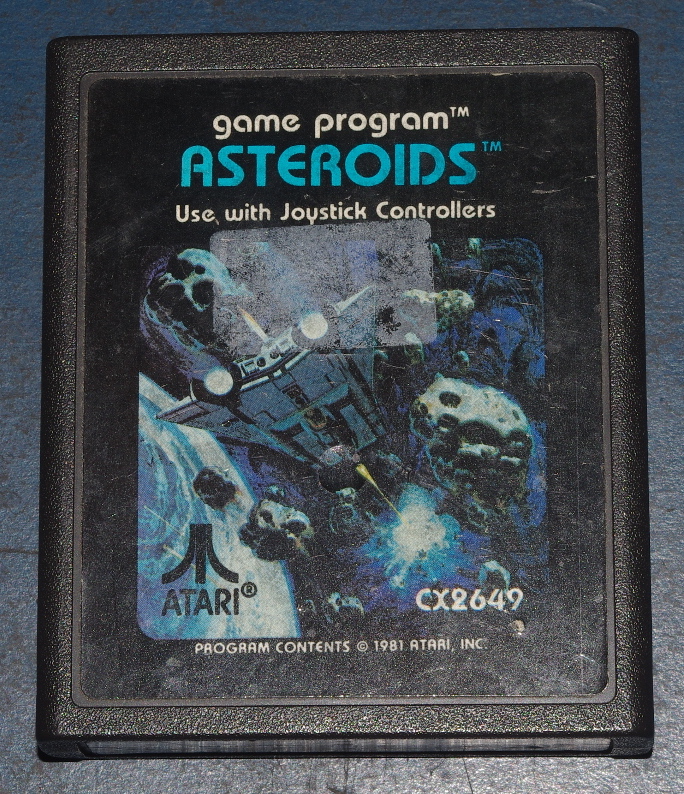 game program™
ASTEROIDS™
Use with Joystick Controllers
ATARI®
CX2649
PROGRAM CONTENTS © 1981 ATARI, INC.